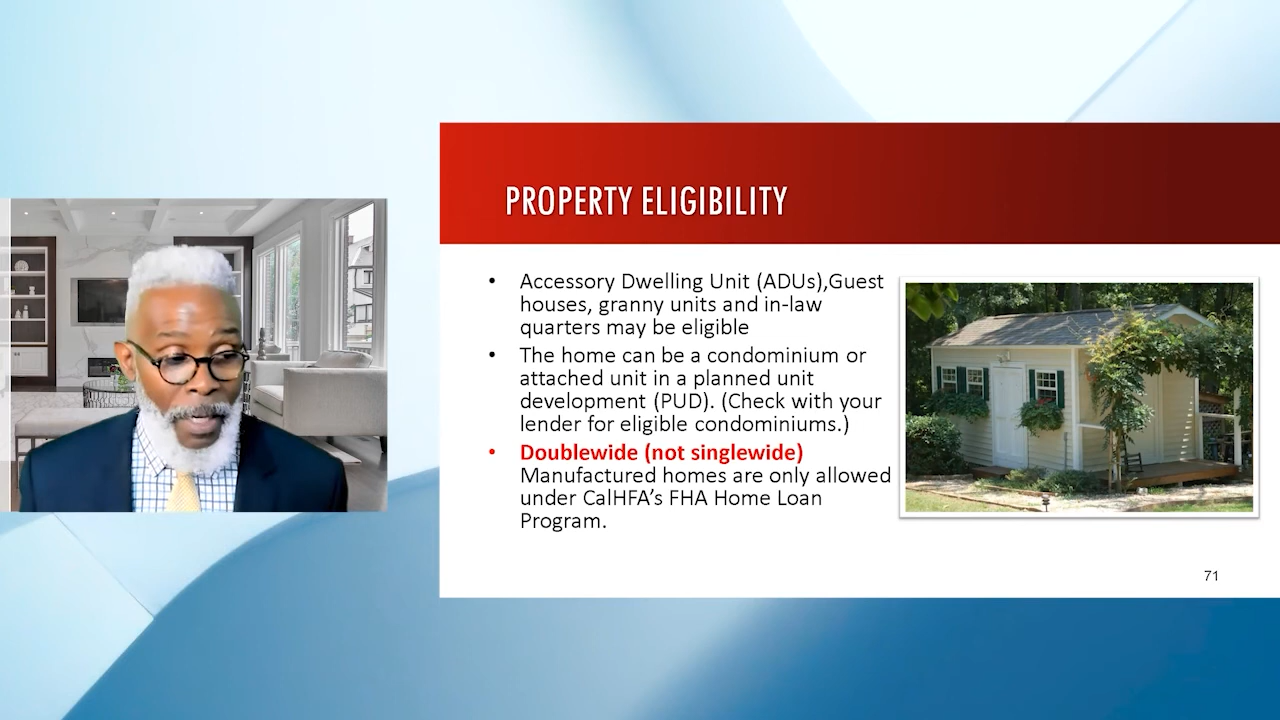 PROPERTY ELIGIBILITY
• Accessory Dwelling Unit (ADUs),Guest
houses, granny units and in-law
quarters may be eligible
• The home can be a condominium or
attached unit in a planned unit
development (PUD). (Check with your
lender for eligible condominiums.)
• Doublewide (not singlewide)
Manufactured homes are only allowed
under CalHFA’s FHA Home Loan
Program.
71